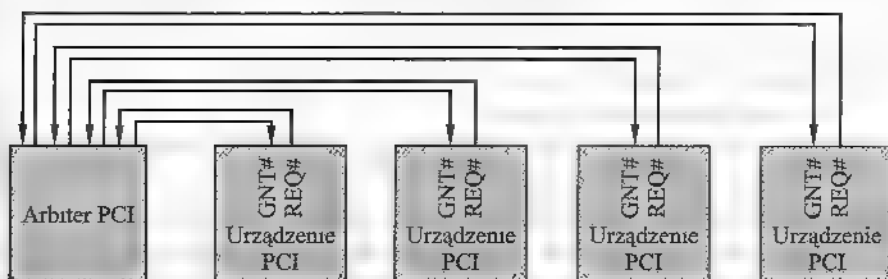 Arbiter PCI
GNT#
REQ#
Urządzenie
PCI
GNT#
REQ#
Urządzenie
PCI
GNT#
REQ#
Urządzenie
PCI
GNT#
REQ#
Urządzenie
PCI